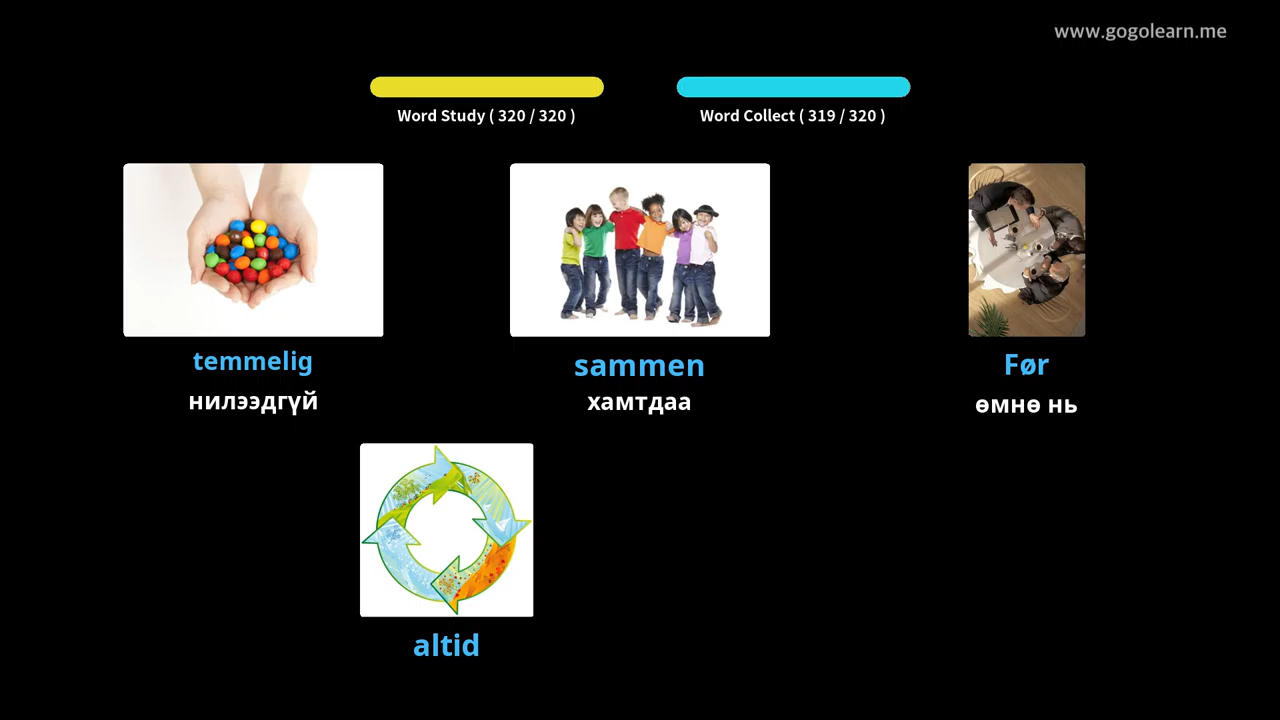 www.gogolearn.me
Word Study ( 320 / 320 )
Word Collect ( 319 / 320 )
temmelig
нилээдгүй
sammen
хамтдаа
Før
өмнө нь
altid